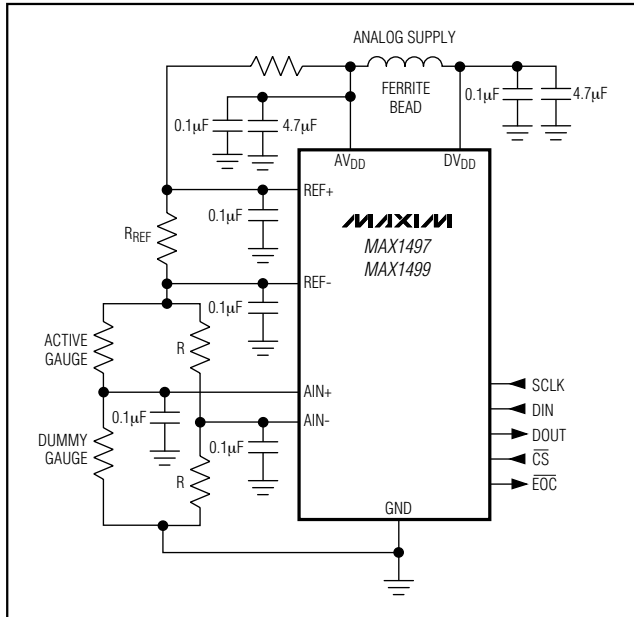 ANALOG SUPPLY
FERRITE
BEAD
0.1µF
4.7µF
0.1µF
4.7µF
AVDD
DVDD
REF+
0.1µF
RREF
MAXIM
MAX1497
MAX1499
REF-
0.1µF
ACTIVE
GAUGE
R
AIN+
0.1µF
AIN-
DUMMY
GAUGE
R
0.1µF
SCLK
DIN
DOUT
C̅S̅
E̅O̅C̅
GND